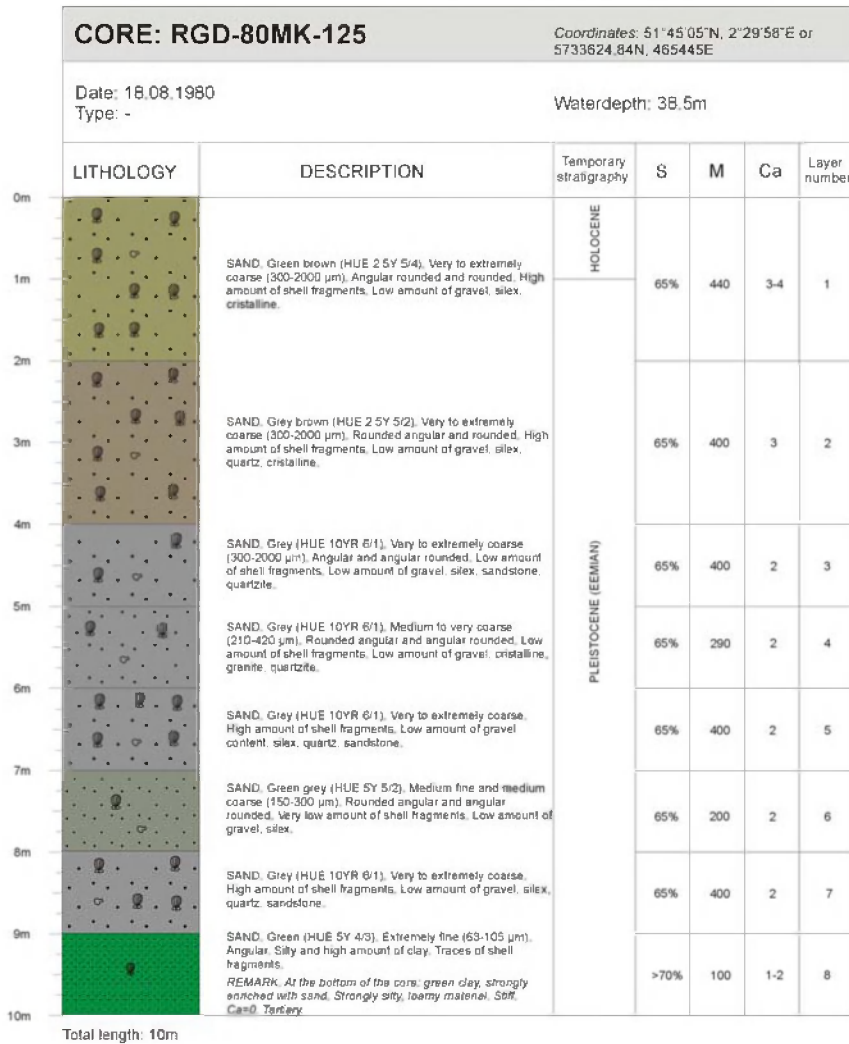 CORE: RGD-80MK-125
Coordinates: 51°45'05"N, 2°29'58"E or
5733624,84N, 465445E
Date: 18.08.1980
Type: -
Waterdepth: 38.5m
LITHOLOGY
DESCRIPTION
Temporary
stratigraphy
S
M
Ca
Layer
number
0m
1m
2m
3m
4m
5m
6m
7m
8m
9m
10m
HOLOCENE
PLEISTOCENE (EEMIAN)
SAND, Green brown (HUE 2.5Y 5/4), Very to extremely
coarse (300-2000 µm), Angular rounded and rounded, High
amount of shell fragments, Low amount of gravel, silex,
cristalline.
65% 440 3-4 1
SAND, Grey brown (HUE 2.5Y 5/2), Very to extremely
coarse (300-2000 µm), Rounded angular and rounded, High
amount of shell fragments, Low amount of gravel, silex,
quartz, cristalline.
65% 400 3 2
SAND, Grey (HUE 10YR 6/1), Very to extremely coarse
(300-2000 µm), Angular and angular rounded, Low amount
of shell fragments, Low amount of gravel, silex, sandstone,
quartzite.
65% 400 2 3
SAND, Grey (HUE 10YR 6/1), Medium to very coarse
(210-420 µm), Rounded angular and angular rounded, Low
amount of shell fragments, Low amount of gravel, cristalline,
granite, quartzite.
65% 290 2 4
SAND, Grey (HUE 10YR 6/1), Very to extremely coarse,
High amount of shell fragments, Low amount of gravel
content, silex, quartz, sandstone.
65% 400 2 5
SAND, Green grey (HUE 5Y 5/2), Medium fine and medium
coarse (150-300 µm), Rounded angular and angular
rounded, Very low amount of shell fragments, Low amount of
gravel, silex.
65% 200 2 6
SAND, Grey (HUE 10YR 6/1), Very to extremely coarse,
High amount of shell fragments, Low amount of gravel, silex,
quartz, sandstone.
65% 400 2 7
SAND, Green (HUE 5Y 4/3), Extremely fine (63-105 µm),
Angular, Silty and high amount of clay, Traces of shell
fragments.
REMARK, At the bottom of the core: green clay, strongly
enriched with sand, Strongly silty, loamy material, Stiff,
Ca=0, Tertiary.
>70% 100 1-2 8
Total length: 10m